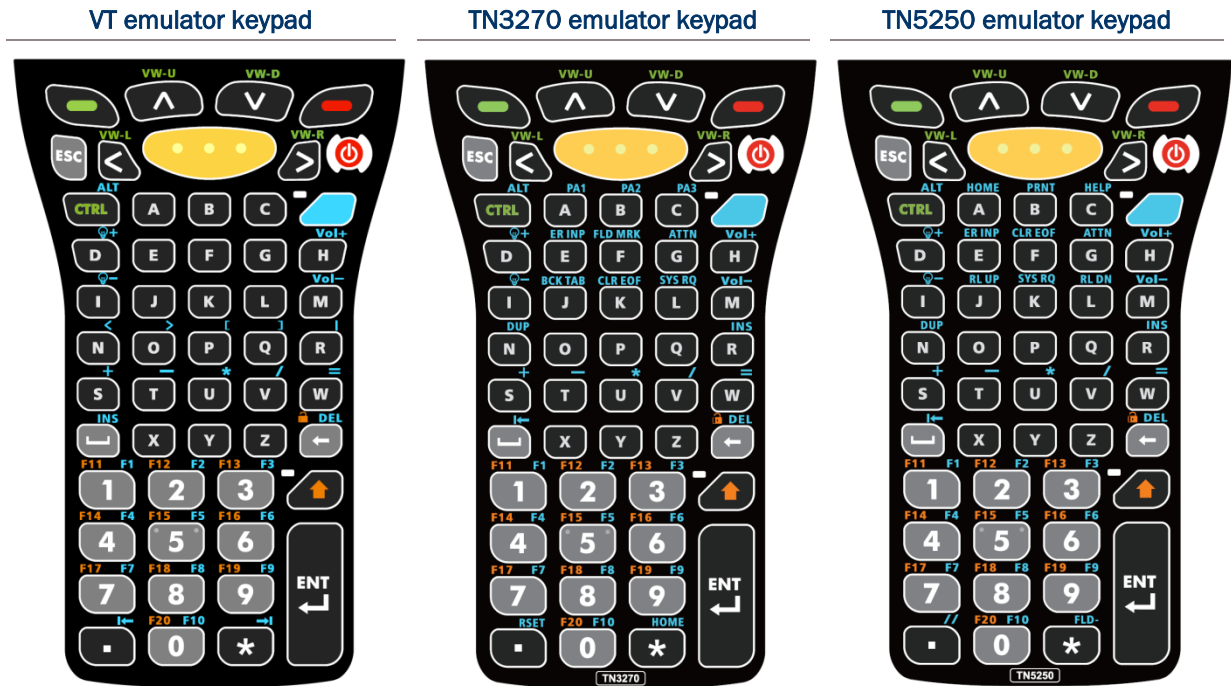 VT emulator keypad
VW-U VW-D
VW-L VW-R
ESC < >
ALT
CTRL A B C
+ Vol+
D E F G H
- Vol-
I J K L M
< > [ ] |
N O P Q R
+ - * / =
S T U V W
INS DEL
X Y Z
F11 F1 F12 F2 F13 F3
1 2 3
F14 F4 F15 F5 F16 F6
4 5 6
F17 F7 F18 F8 F19 F9
7 8 9
ENT
F20 F10
. 0 *
TN3270 emulator keypad
VW-U VW-D
VW-L VW-R
ESC < >
ALT PA1 PA2 PA3
CTRL A B C
+ ER INP FLD MRK ATTN Vol+
D E F G H
- BCK TAB CLR EOF SYS RQ Vol-
I J K L M
DUP INS
N O P Q R
+ - * / =
S T U V W
DEL
X Y Z
F11 F1 F12 F2 F13 F3
1 2 3
F14 F4 F15 F5 F16 F6
4 5 6
F17 F7 F18 F8 F19 F9
7 8 9
ENT
RSET F20 F10 HOME
. 0 *
TN3270
TN5250 emulator keypad
VW-U VW-D
VW-L VW-R
ESC < >
ALT HOME PRNT HELP
CTRL A B C
+ ER INP CLR EOF ATTN Vol+
D E F G H
- RL UP SYS RQ RL DN Vol-
I J K L M
DUP INS
N O P Q R
+ - * / =
S T U V W
DEL
X Y Z
F11 F1 F12 F2 F13 F3
1 2 3
F14 F4 F15 F5 F16 F6
4 5 6
F17 F7 F18 F8 F19 F9
7 8 9
ENT
// F20 F10 FLD-
. 0 *
TN5250